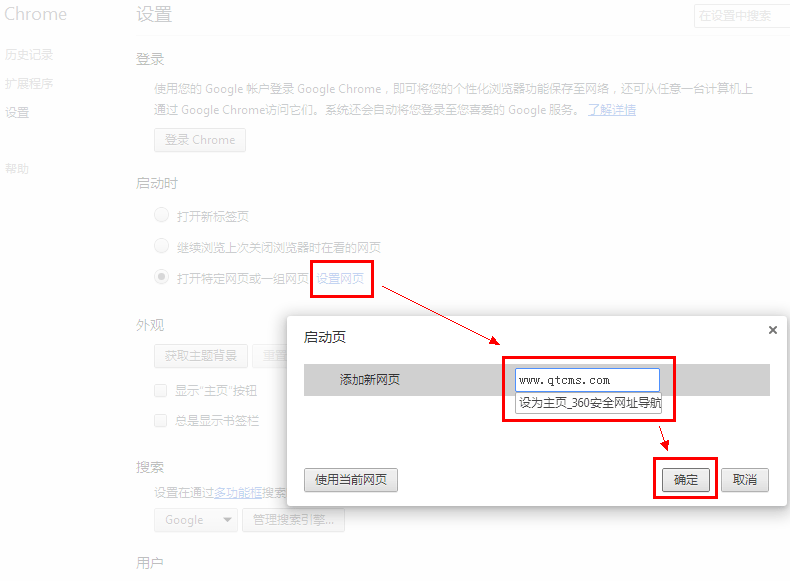 Chrome
设置
在设置中搜索
历史记录
扩展程序
设置
帮助
登录
使用您的 Google 帐户登录 Google Chrome，即可将您的个性化浏览器功能保存至网络，还可从任意一台计算机上
通过 Google Chrome访问它们。系统还会自动将您登录至您喜爱的 Google 服务。 了解详情
登录 Chrome
启动时
打开新标签页
继续浏览上次关闭浏览器时在看的网页
打开特定网页或一组网页 设置网页
外观
获取主题背景
重置
显示"主页"按钮
总是显示书签栏
启动页
×
添加新网页
www.qtcms.com
设为主页_360安全网址导航
使用当前网页
确定
取消
搜索
设置在通过多功能框搜索
Google
管理搜索引擎...
用户